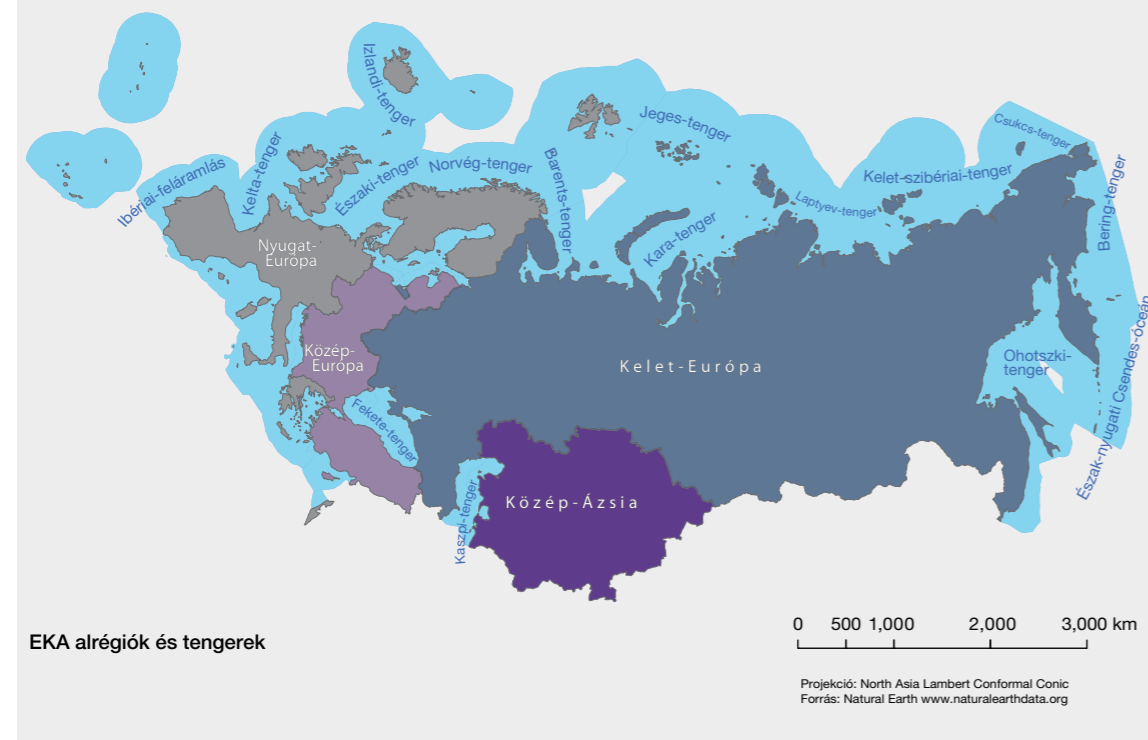 Izlandi-tenger
Jeges-tenger
Csukcs-tenger
Kelta-tenger
Ibériai-feláramlás
Északi-tenger
Norvég-tenger
Barents-tenger
Kelet-szibériai-tenger
Laptyev-tenger
Bering-tenger
Kara-tenger
Nyugat-
Európa
Közép-
Európa
Kelet-Európa
Ohotszki-
tenger
Észak-nyugati Csendes-óceán
Fekete-tenger
Kaszpi-tenger
Közép-Ázsia
EKA alrégiók és tengerek
0 500 1,000 2,000 3,000 km
Projekció: North Asia Lambert Conformal Conic
Forrás: Natural Earth www.naturalearthdata.org